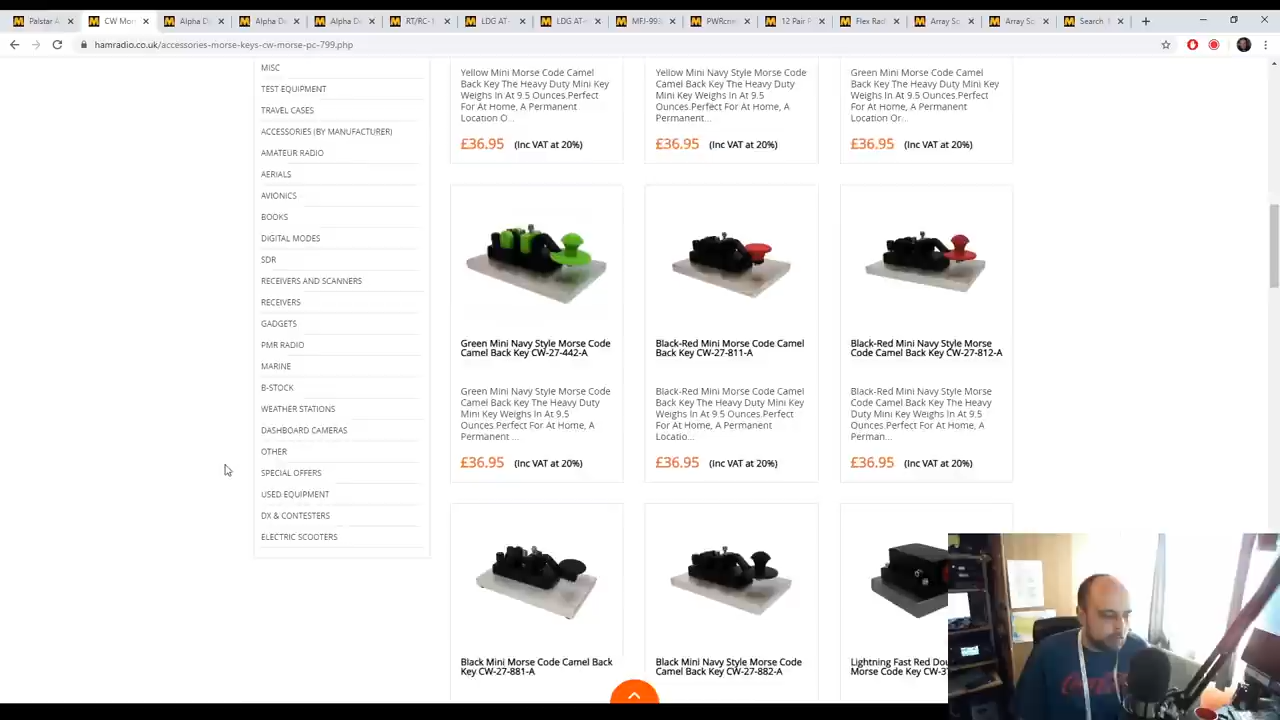 Palstar A
CW Mor
Alpha D
Alpha De
Alpha De
RT/RC-
LDG AT-
LDG AT-
MFJ-993
PWRcne
12 Pair P
Flex Rad
Array So
Array So
Search
hamradio.co.uk/accessories-morse-keys-cw-morse-pc-799.php
MISC
TEST EQUIPMENT
TRAVEL CASES
ACCESSORIES (BY MANUFACTURER)
AMATEUR RADIO
AERIALS
AVIONICS
BOOKS
DIGITAL MODES
SDR
RECEIVERS AND SCANNERS
RECEIVERS
GADGETS
PMR RADIO
MARINE
B-STOCK
WEATHER STATIONS
DASHBOARD CAMERAS
OTHER
SPECIAL OFFERS
USED EQUIPMENT
DX & CONTESTERS
ELECTRIC SCOOTERS
Yellow Mini Morse Code Camel
Back Key The Heavy Duty Mini Key
Weighs In At 9.5 Ounces.Perfect
For At Home, A Permanent
Location O...
£36.95 (Inc VAT at 20%)
Yellow Mini Navy Style Morse Code
Camel Back Key The Heavy Duty
Mini Key Weighs In At 9.5
Ounces.Perfect For At Home, A
Permanent...
£36.95 (Inc VAT at 20%)
Green Mini Morse Code Camel
Back Key The Heavy Duty Mini Key
Weighs In At 9.5 Ounces.Perfect
For At Home, A Permanent
Location Or...
£36.95 (Inc VAT at 20%)
Green Mini Navy Style Morse Code
Camel Back Key CW-27-442-A
Green Mini Navy Style Morse Code
Camel Back Key The Heavy Duty
Mini Key Weighs In At 9.5
Ounces.Perfect For At Home, A
Permanent ...
£36.95 (Inc VAT at 20%)
Black-Red Mini Morse Code Camel
Back Key CW-27-811-A
Black-Red Mini Morse Code Camel
Back Key The Heavy Duty Mini Key
Weighs In At 9.5 Ounces.Perfect
For At Home, A Permanent
Locatio...
£36.95 (Inc VAT at 20%)
Black-Red Mini Navy Style Morse
Code Camel Back Key CW-27-812-A
Black-Red Mini Navy Style Morse
Code Camel Back Key The Heavy
Duty Mini Key Weighs In At 9.5
Ounces.Perfect For At Home, A
Perman...
£36.95 (Inc VAT at 20%)
Black Mini Morse Code Camel Back
Key CW-27-881-A
Black Mini Navy Style Morse Code
Camel Back Key CW-27-882-A
Lightning Fast Red Dou
Morse Code Key CW-3